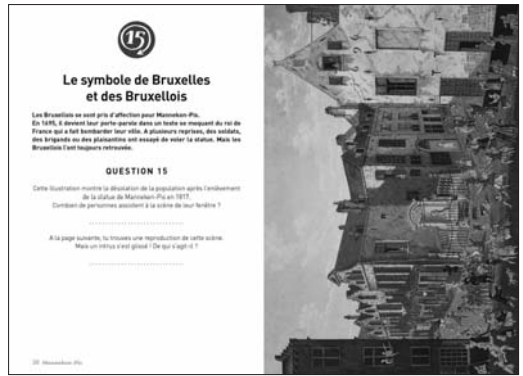 15
Le symbole de Bruxelles
et des Bruxellois
Les Bruxellois se sont pris d'affection pour Manneken-Pis.
En 1695, il devient leur porte-parole dans un texte se moquant du roi de
France qui a fait bombarder leur ville. A plusieurs reprises, des soldats,
des brigands ou des plaisantins ont essayé de voler la statue. Mais les
Bruxellois l'ont toujours retrouvée.
QUESTION 15
Cette illustration montre la désolation de la population après l'enlèvement
de la statue de Manneken-Pis en 1817.
Combien de personnes assistent à la scène de leur fenêtre ?
A la page suivante, tu trouves une reproduction de cette scène.
Mais un intrus s'est glissé ! De qui s'agit-il ?
30 Manneken-Pis